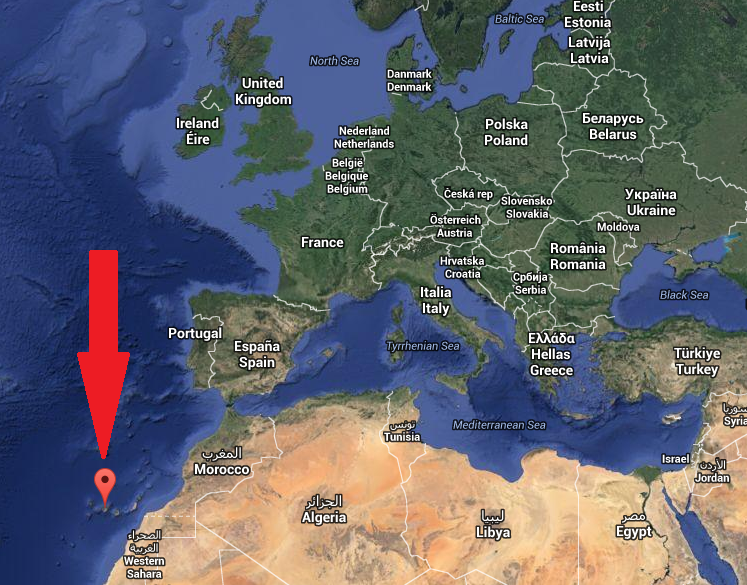 Baltic Sea
Eesti
Estonia
Latvija
Latvia
North Sea
Danmark
Denmark
United
Kingdom
Ireland
Éire
Nederland
Netherlands
Polska
Poland
Беларусь
Belarus
België
Belgique
Belgium
Česká rep
Slovensko
Slovakia
Україна
Ukraine
Österreich
Austria
Moldova
France
Hrvatska
Croatia
România
Romania
Србија
Serbia
Italia
Italy
Black Sea
Portugal
España
Spain
Tyrrhenian Sea
Ελλάδα
Hellas
Greece
Türkiye
Turkey
سوريا
Syria
تونس
Tunisia
Mediterranean Sea
المغرب
Morocco
Israel
الأردن
Jordan
الجزائر
Algeria
ليبيا
Libya
مصر
Egypt
الصحراء
العربية
Western
Sahara